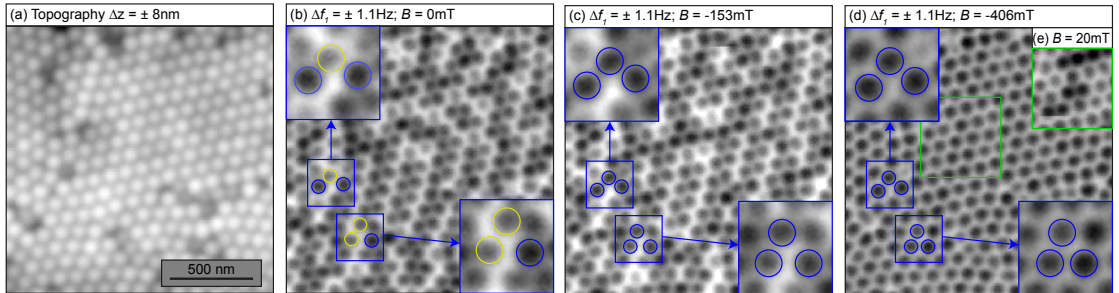 (a) Topography Δz = ± 8nm
(b) Δf₁ = ± 1.1Hz; B = 0mT
(c) Δf₁ = ± 1.1Hz; B = -153mT
(d) Δf₁ = ± 1.1Hz; B = -406mT
(e) B = 20mT
500 nm